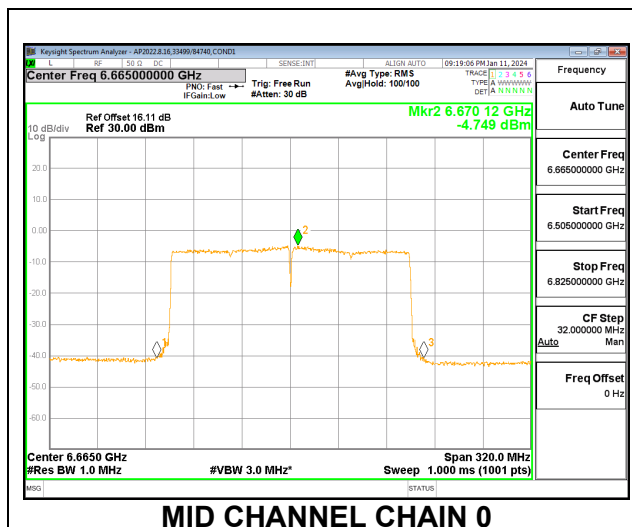 Keysight Spectrum Analyzer - AP2022.8.16,33499/84740,COND1
LXI L RF 50 Ω DC SENSE:INT ALIGN AUTO 09:19:06 PM Jan 11, 2024
Center Freq 6.665000000 GHz
PNO: Fast
IFGain:Low
Trig: Free Run
#Atten: 30 dB
#Avg Type: RMS
Avg|Hold: 100/100
TRACE 1 2 3 4 5 6
TYPE A WWWWW
DET A N N N N N
Frequency
Auto Tune
Center Freq
6.665000000 GHz
Start Freq
6.505000000 GHz
Stop Freq
6.825000000 GHz
CF Step
32.000000 MHz
Auto Man
Freq Offset
0 Hz
Mkr2 6.670 12 GHz
-4.749 dBm
Ref Offset 16.11 dB
10 dB/div Ref 30.00 dBm
Log
20.0
10.0
0.00
-10.0
-20.0
-30.0
-40.0
-50.0
-60.0
1
2
3
Center 6.6650 GHz Span 320.0 MHz
#Res BW 1.0 MHz #VBW 3.0 MHz* Sweep 1.000 ms (1001 pts)
MSG STATUS
MID CHANNEL CHAIN 0